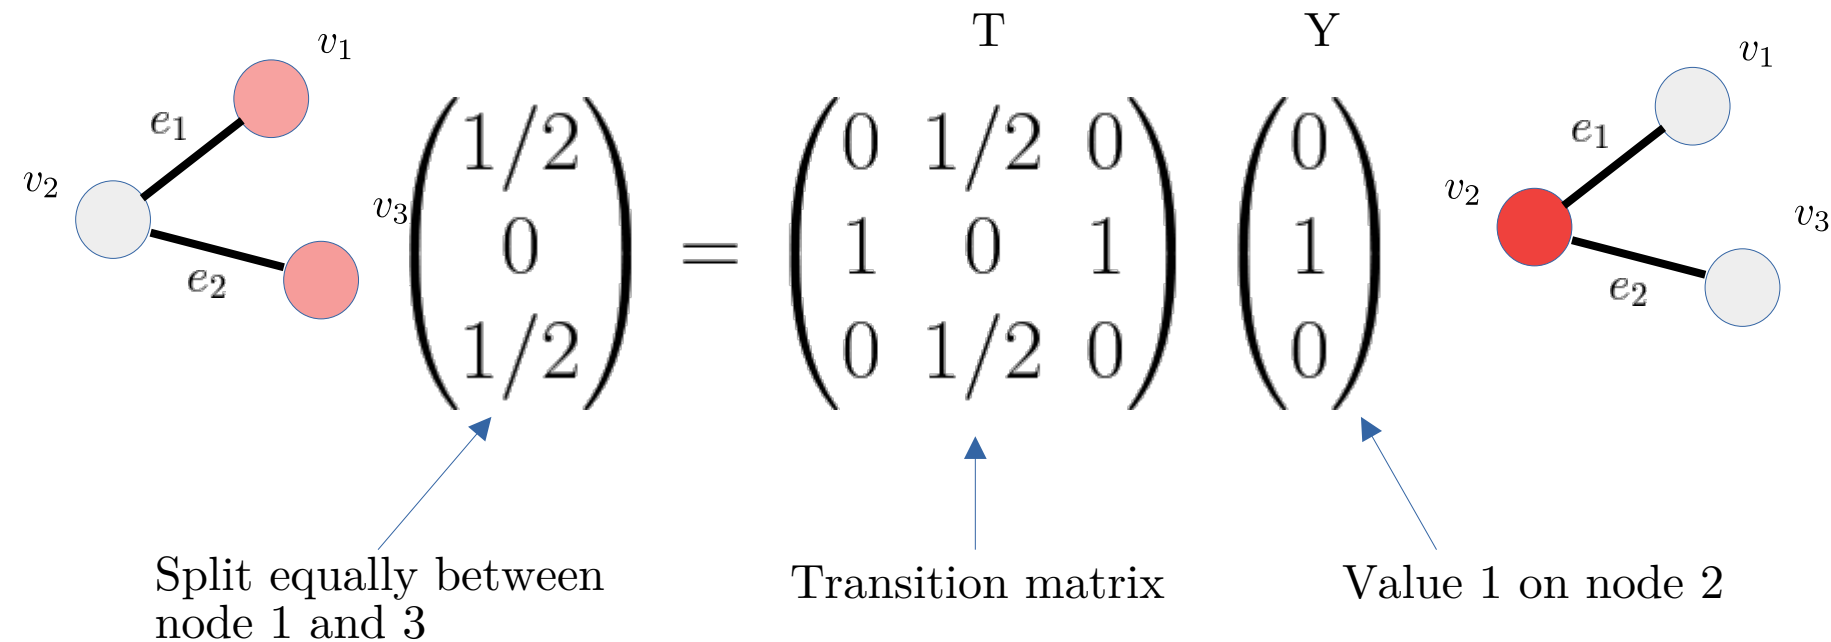 T Y
v₁ v₁
e₁ e₁
v₂ v₃ v₂ v₃
e₂ e₂
1/2 0 1/2 0 0
0 = 1 0 1 1
1/2 0 1/2 0 0
Split equally between
node 1 and 3
Transition matrix
Value 1 on node 2